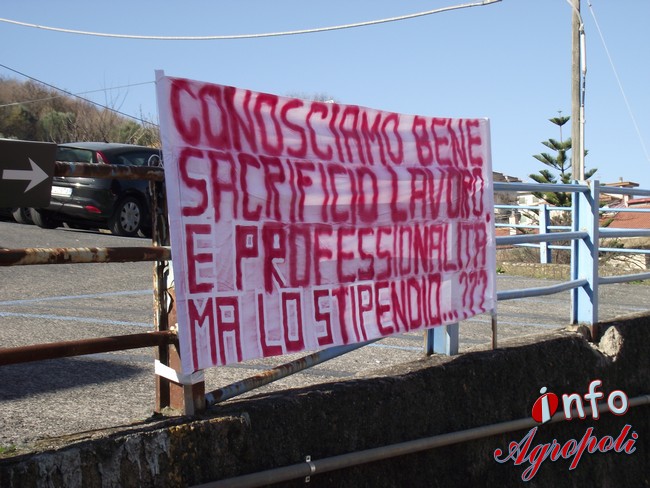 CONOSCIAMO BENE
SACRIFICIO LAVORO.
E PROFESSIONALITÀ
MA LO STIPENDIO...???
info
Agropoli